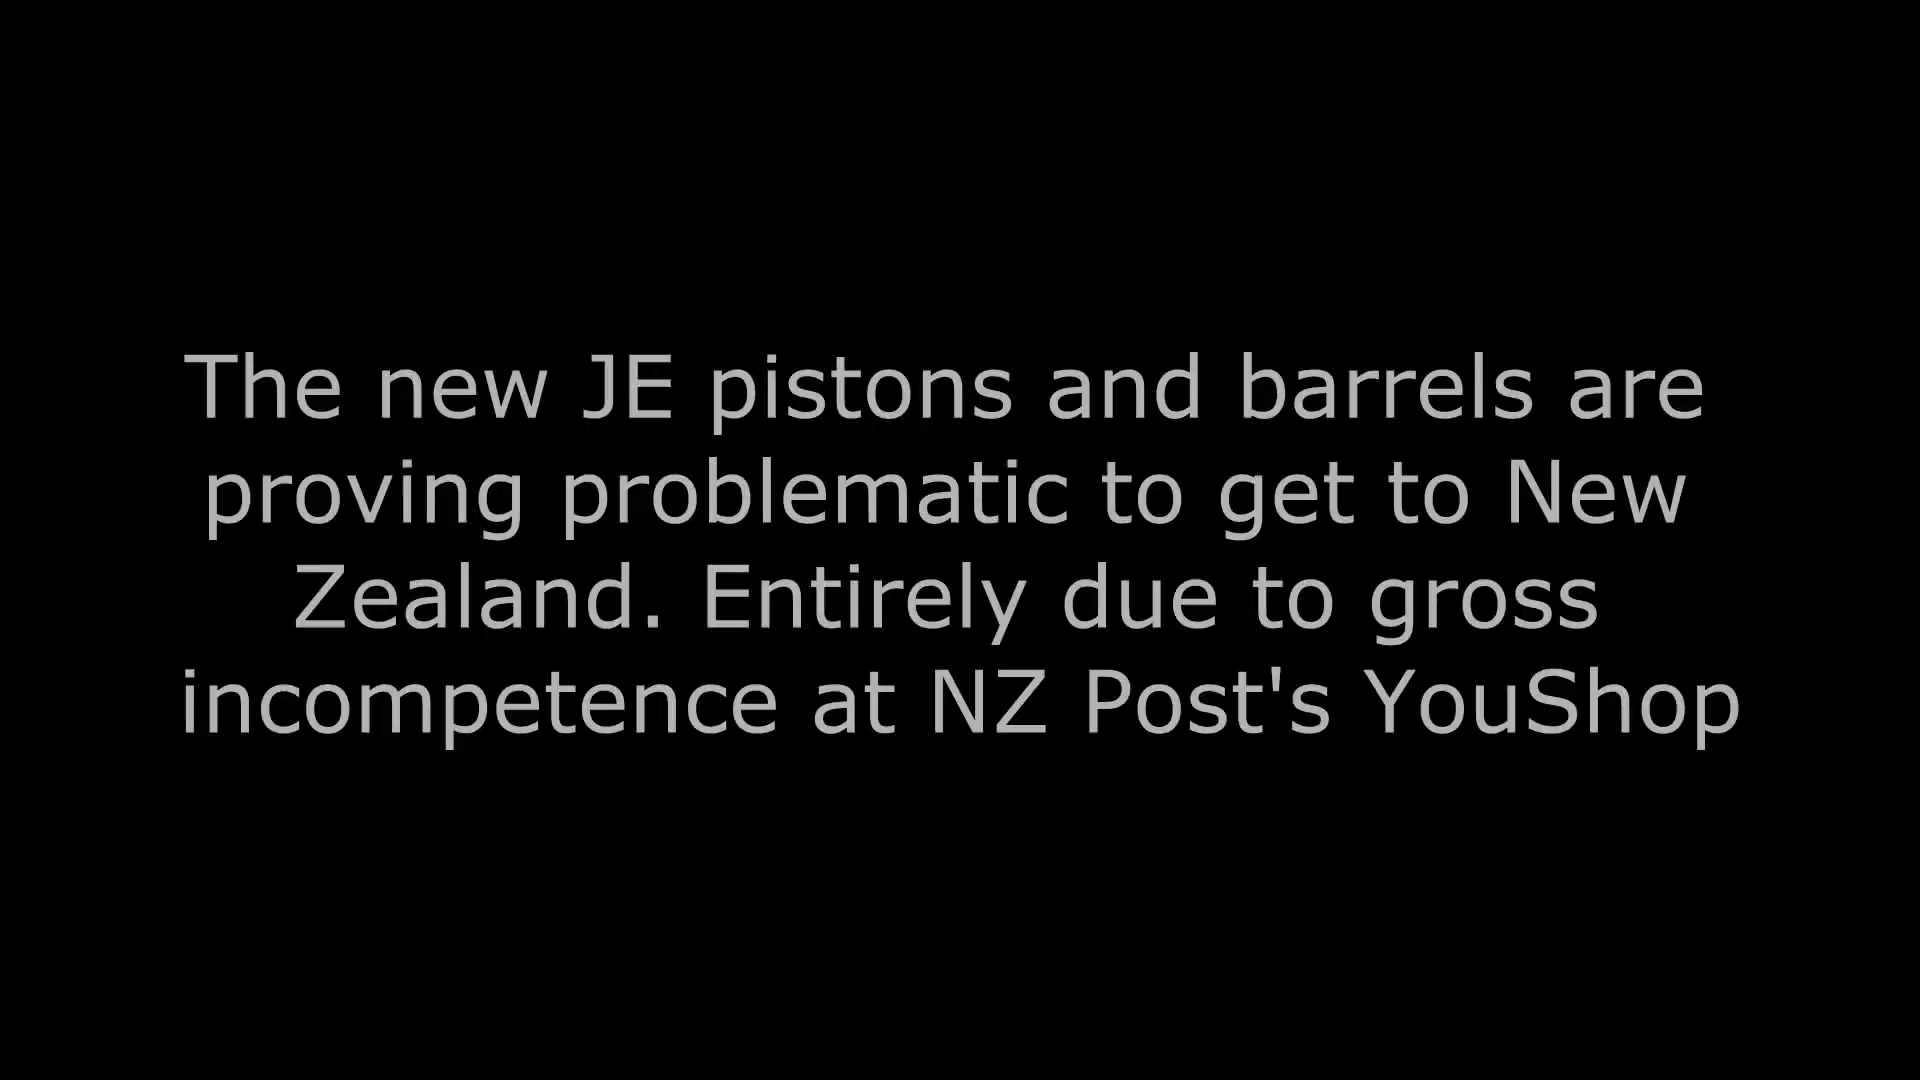 The new JE pistons and barrels are
proving problematic to get to New
Zealand. Entirely due to gross
incompetence at NZ Post's YouShop